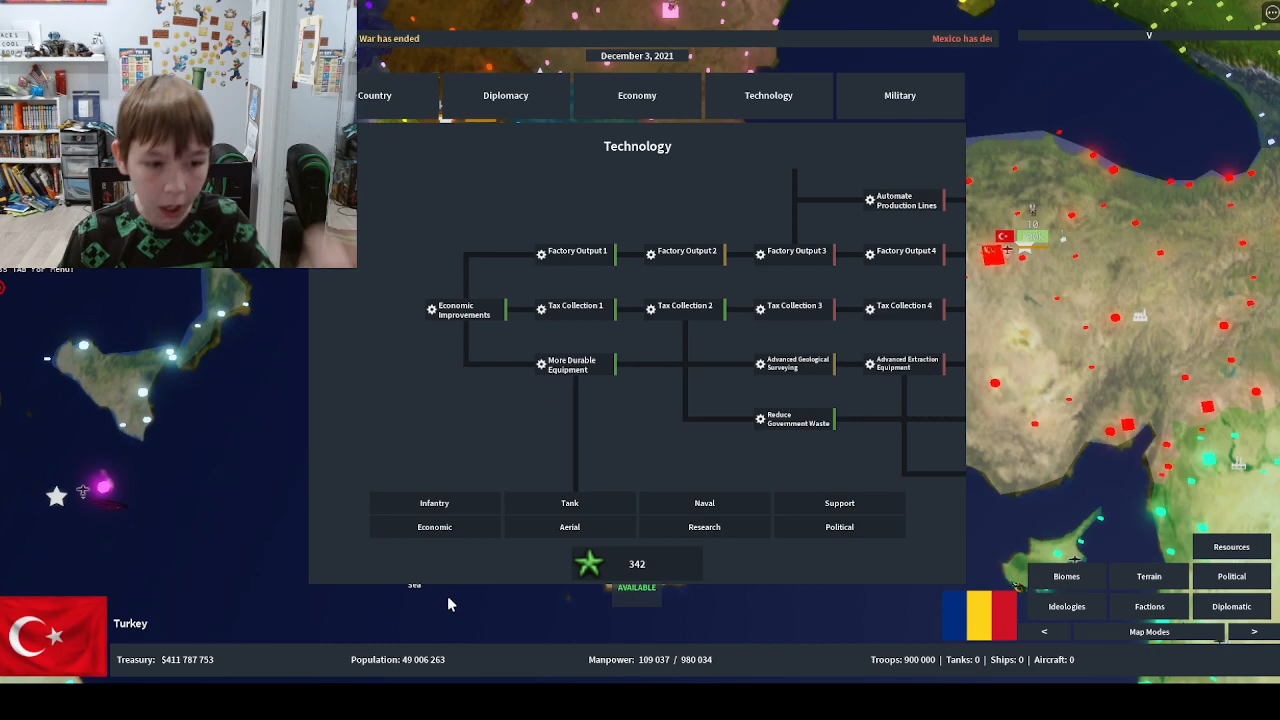 War has ended
Mexico has de
V
December 3, 2021
Country
Diplomacy
Economy
Technology
Military
Technology
Automate
Production Lines
Factory Output 1
Factory Output 2
Factory Output 3
Factory Output 4
Economic
Improvements
Tax Collection 1
Tax Collection 2
Tax Collection 3
Tax Collection 4
More Durable
Equipment
Advanced Geological
Surveying
Advanced Extraction
Equipment
Reduce
Government Waste
Infantry
Tank
Naval
Support
Economic
Aerial
Research
Political
342
AVAILABLE
Sea
TAB for Menu!
10
Resources
Biomes
Terrain
Political
Ideologies
Factions
Diplomatic
<
Map Modes
>
Turkey
Treasury: $411 787 753
Population: 49 006 263
Manpower: 109 037 / 980 034
Troops: 900 000 | Tanks: 0 | Ships: 0 | Aircraft: 0